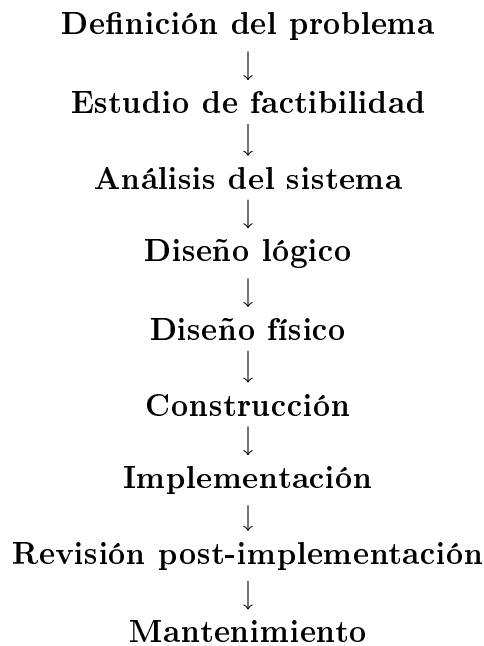 Definición del problema
Estudio de factibilidad
Análisis del sistema
Diseño lógico
Diseño físico
Construcción
Implementación
Revisión post-implementación
Mantenimiento